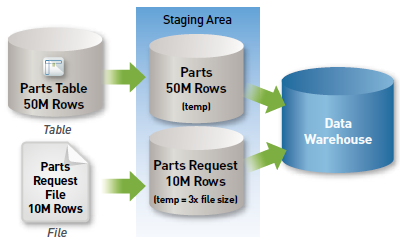 Staging Area
Parts Table
50M Rows
Table
Parts
50M Rows
(temp)
Parts
Request
File
10M Rows
File
Parts Request
10M Rows
(temp = 3x file size)
Data
Warehouse